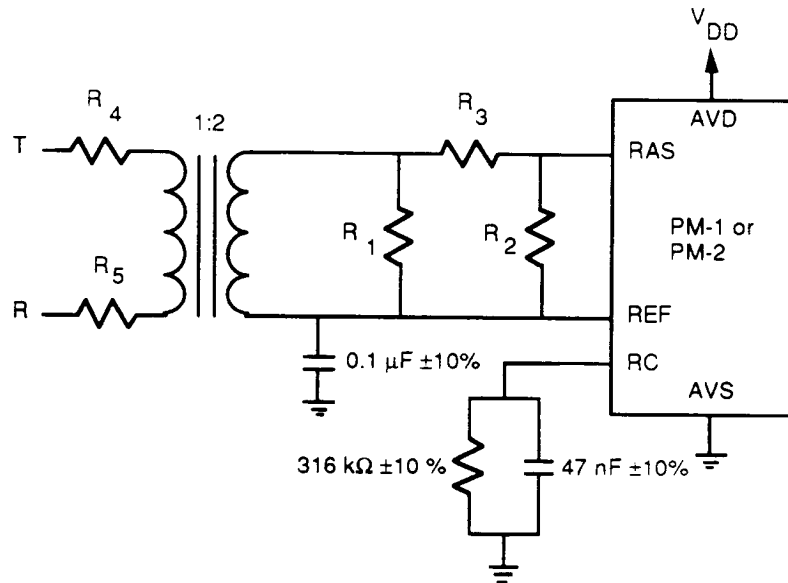 V DD
R 4
1:2
R 3
AVD
T
RAS
R 1
R 2
PM-1 or
PM-2
R 5
R
REF
0.1 µF ±10%
RC
AVS
316 kΩ ±10 %
47 nF ±10%